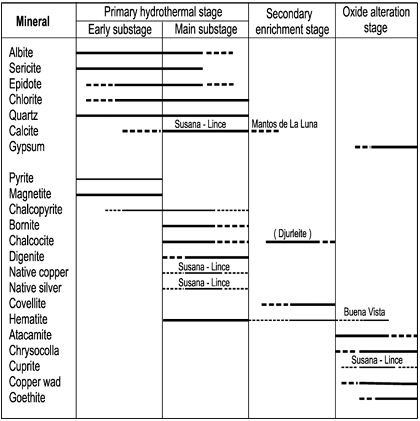 Mineral Primary hydrothermal stage Secondary enrichment stage Oxide alteration stage
Early substage Main substage
Albite
Sericite
Epidote
Chlorite
Quartz
Susana - Lince
Calcite Mantos de La Luna
Gypsum
Pyrite
Magnetite
Chalcopyrite
Bornite
Chalcocite ( Djurleite )
Digenite
Native copper Susana - Lince
Native silver Susana - Lince
Covellite
Hematite Buena Vista
Atacamite
Chrysocolla
Cuprite Susana - Lince
Copper wad
Goethite